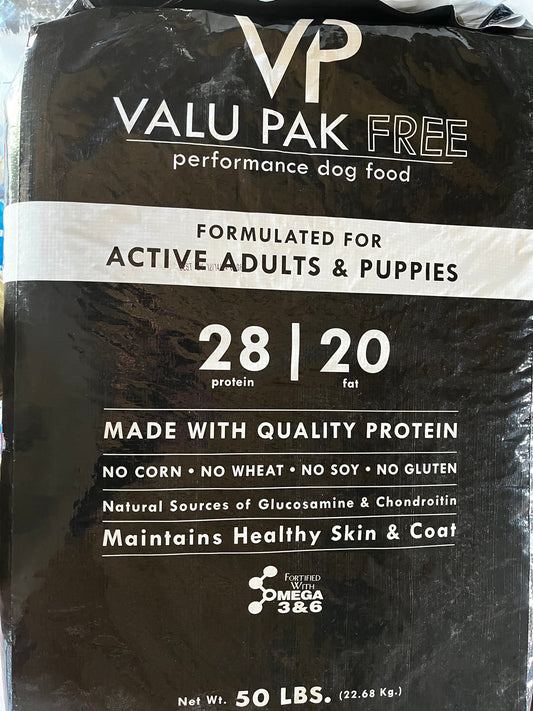 VP
VALU PAK FREE
performance dog food
FORMULATED FOR
ACTIVE ADULTS & PUPPIES
28 | 20
protein fat
MADE WITH QUALITY PROTEIN
NO CORN • NO WHEAT • NO SOY • NO GLUTEN
Natural Sources of Glucosamine & Chondroitin
Maintains Healthy Skin & Coat
FORTIFIED
WITH
OMEGA
3&6
Net Wt. 50 LBS. (22.68 Kg.)